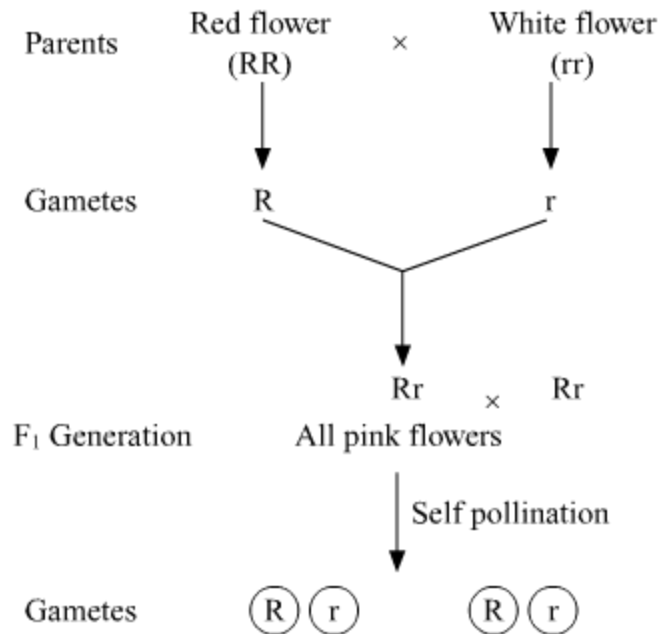 Parents Red flower × White flower
(RR) (rr)
Gametes R r
Rr × Rr
F₁ Generation All pink flowers
Self pollination
Gametes R r R r